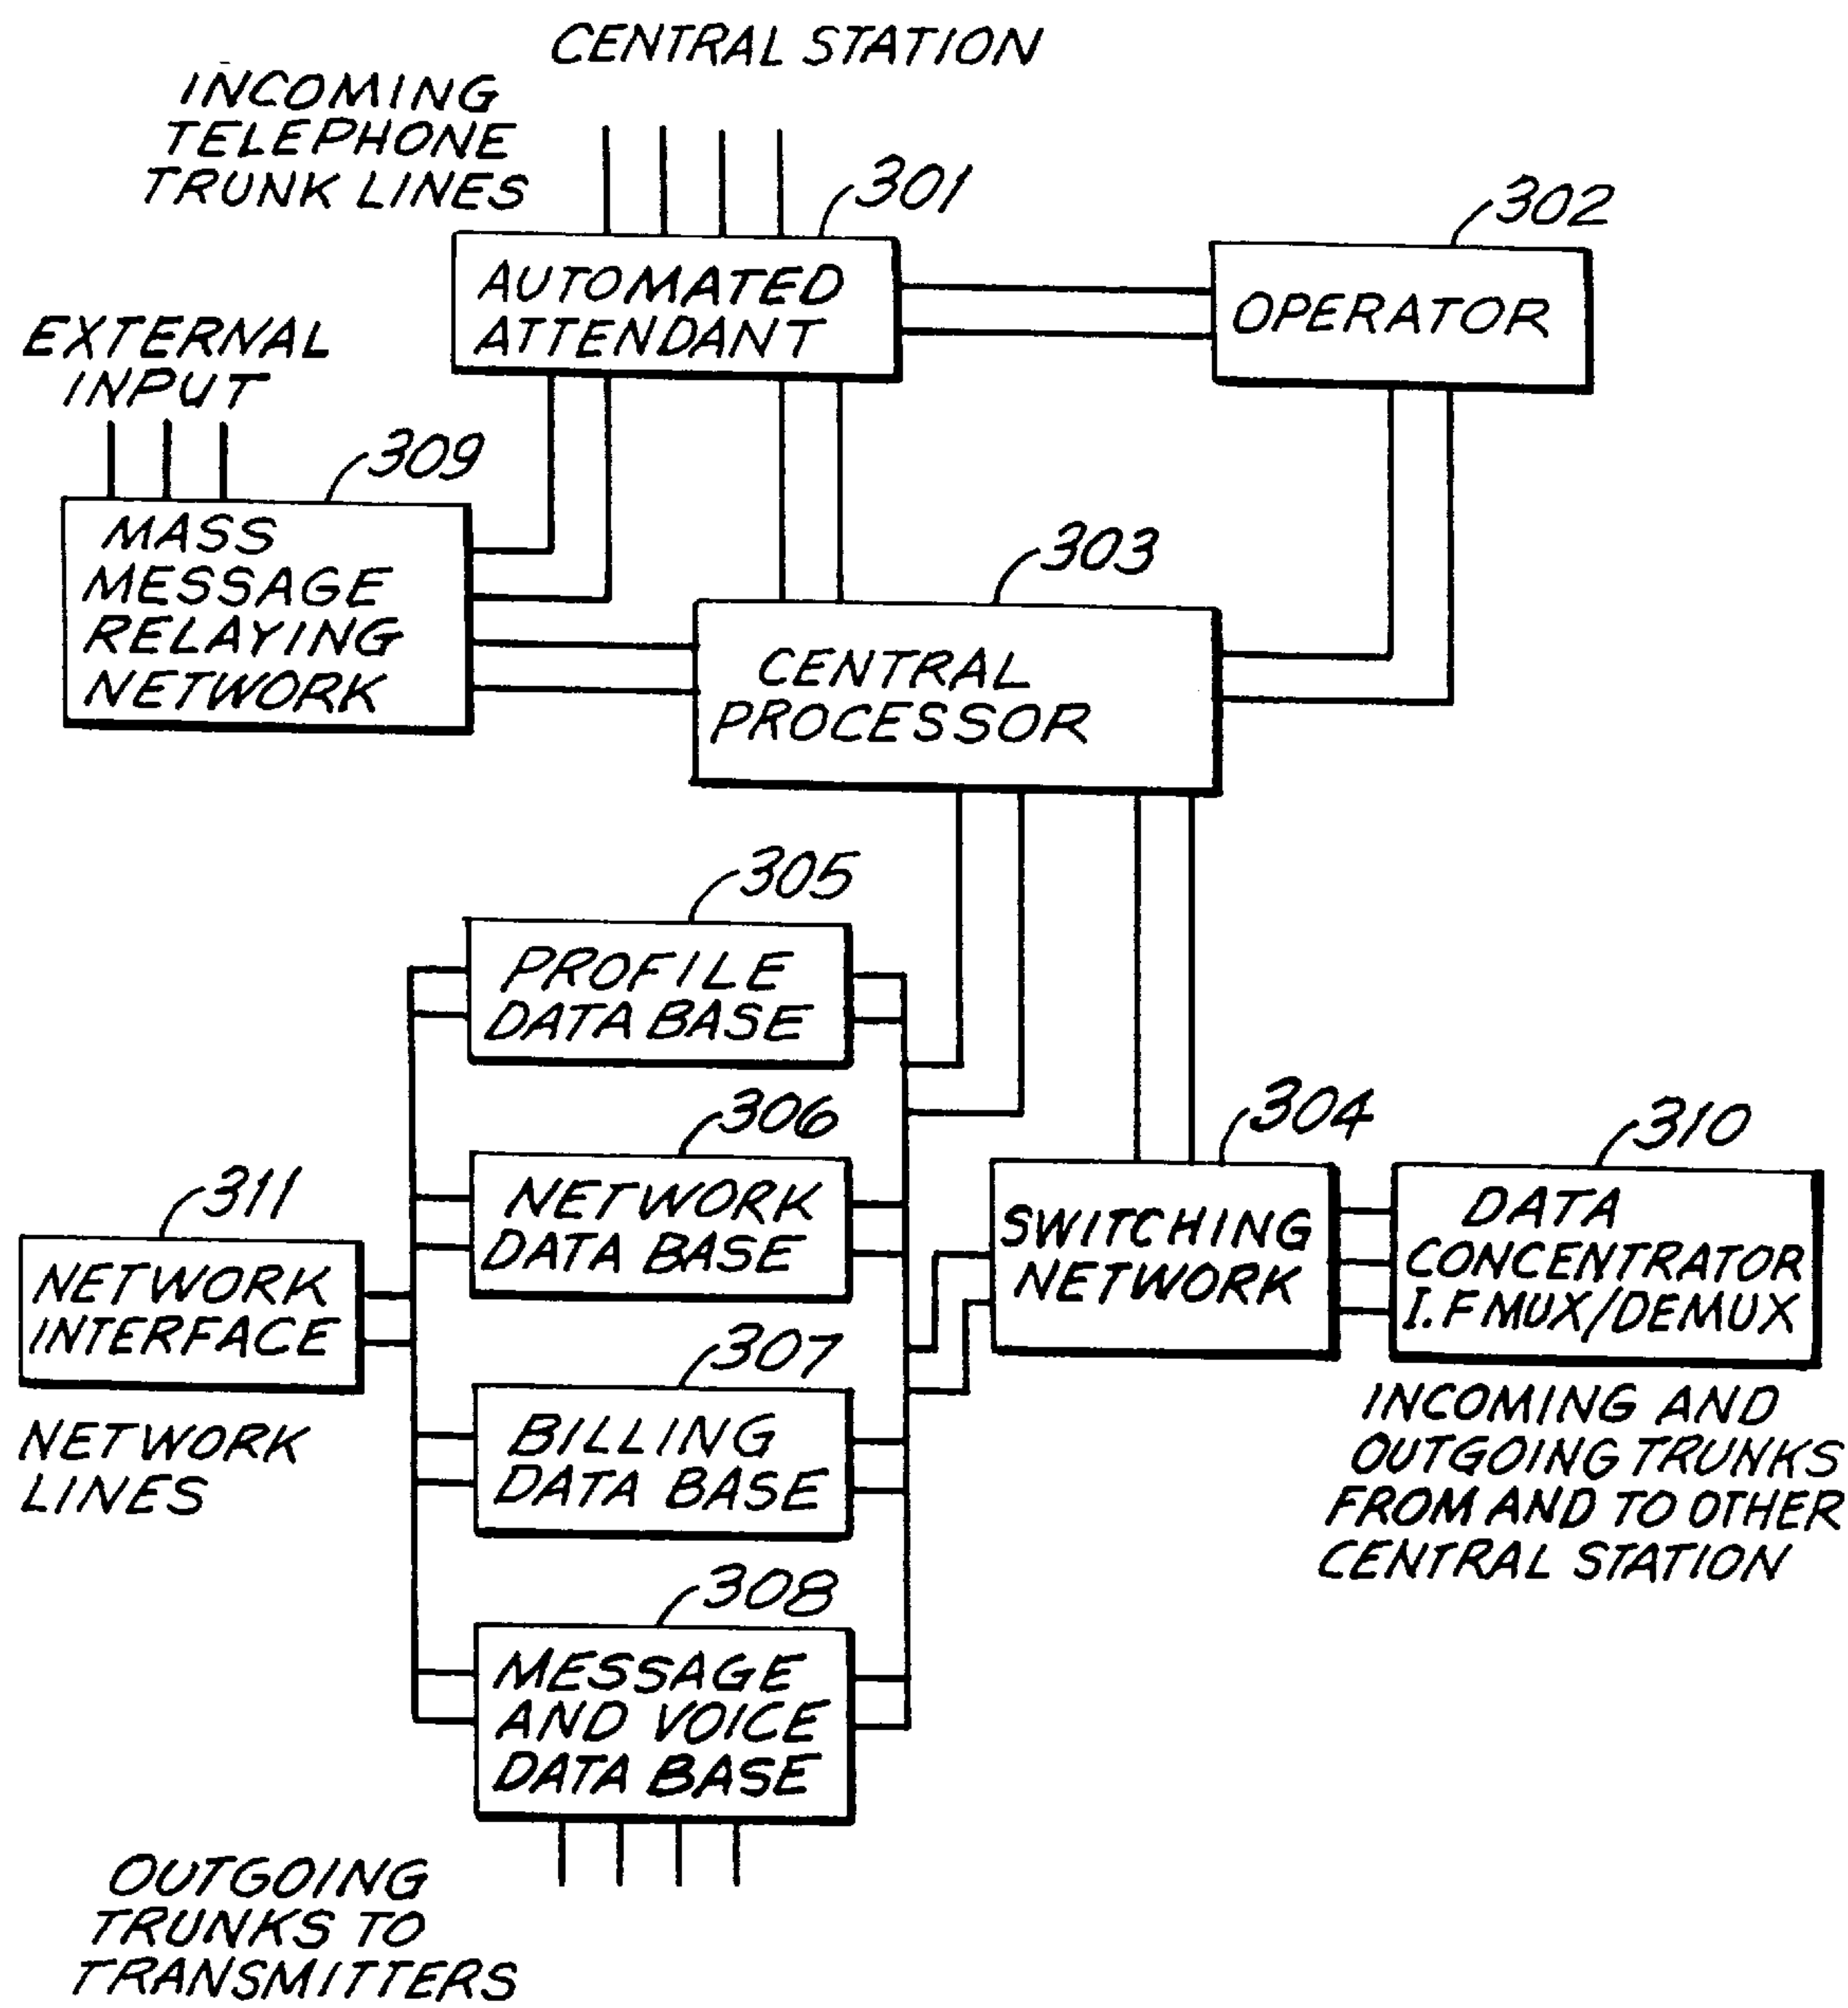 CENTRAL STATION
INCOMING
TELEPHONE
TRUNK LINES
301
302
AUTOMATED
ATTENDANT
OPERATOR
EXTERNAL
INPUT
309
MASS
MESSAGE
RELAYING
NETWORK
303
CENTRAL
PROCESSOR
305
PROFILE
DATA BASE
306
NETWORK
DATA BASE
304
SWITCHING
NETWORK
310
DATA
CONCENTRATOR
I.F MUX/DEMUX
INCOMING AND
OUTGOING TRUNKS
FROM AND TO OTHER
CENTRAL STATION
311
NETWORK
INTERFACE
NETWORK
LINES
307
BILLING
DATA BASE
308
MESSAGE
AND VOICE
DATA BASE
OUTGOING
TRUNKS TO
TRANSMITTERS